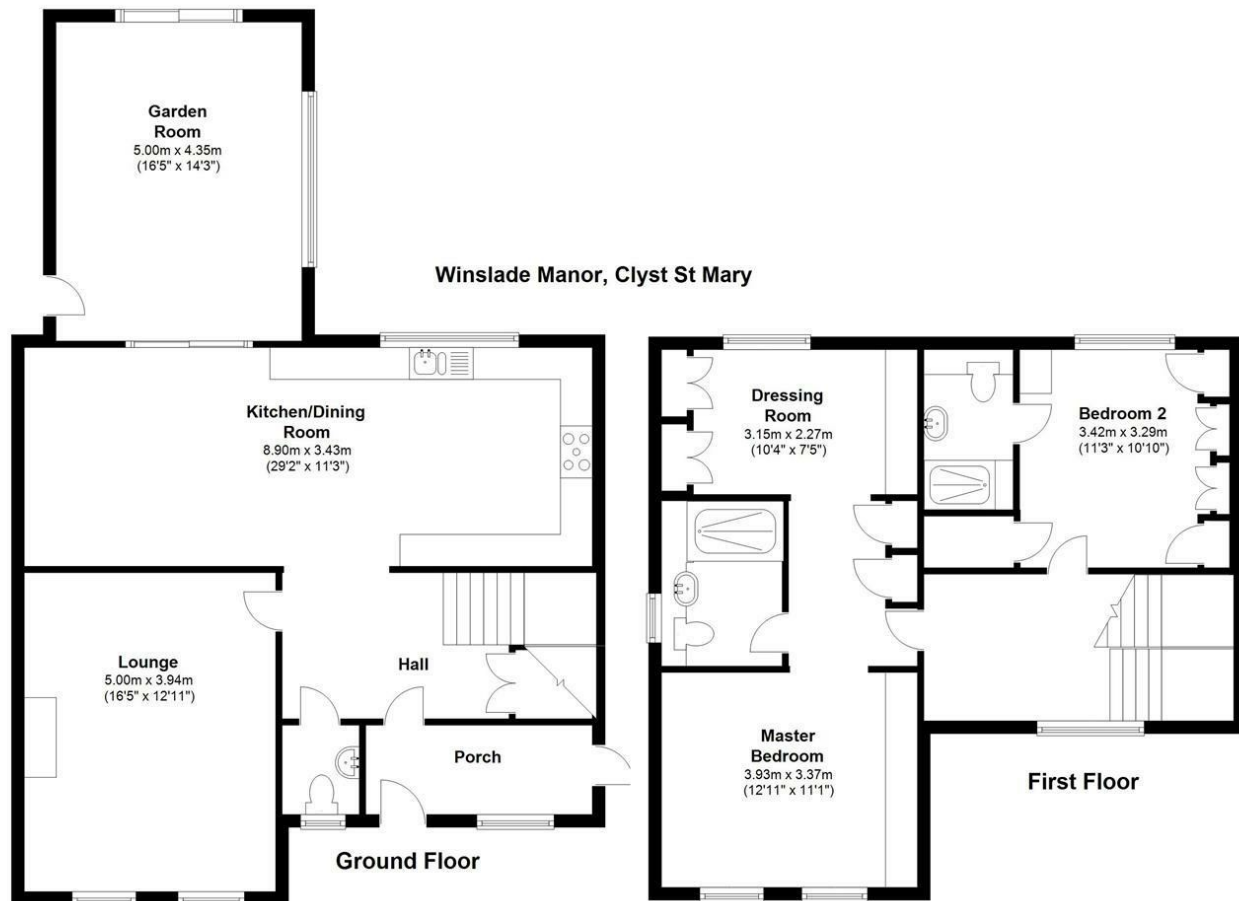 Garden
Room
5.00m x 4.35m
(16'5" x 14'3")
Winslade Manor, Clyst St Mary
Kitchen/Dining
Room
8.90m x 3.43m
(29'2" x 11'3")
Lounge
5.00m x 3.94m
(16'5" x 12'11")
Hall
Porch
Ground Floor
Dressing
Room
3.15m x 2.27m
(10'4" x 7'5")
Bedroom 2
3.42m x 3.29m
(11'3" x 10'10")
Master
Bedroom
3.93m x 3.37m
(12'11" x 11'1")
First Floor